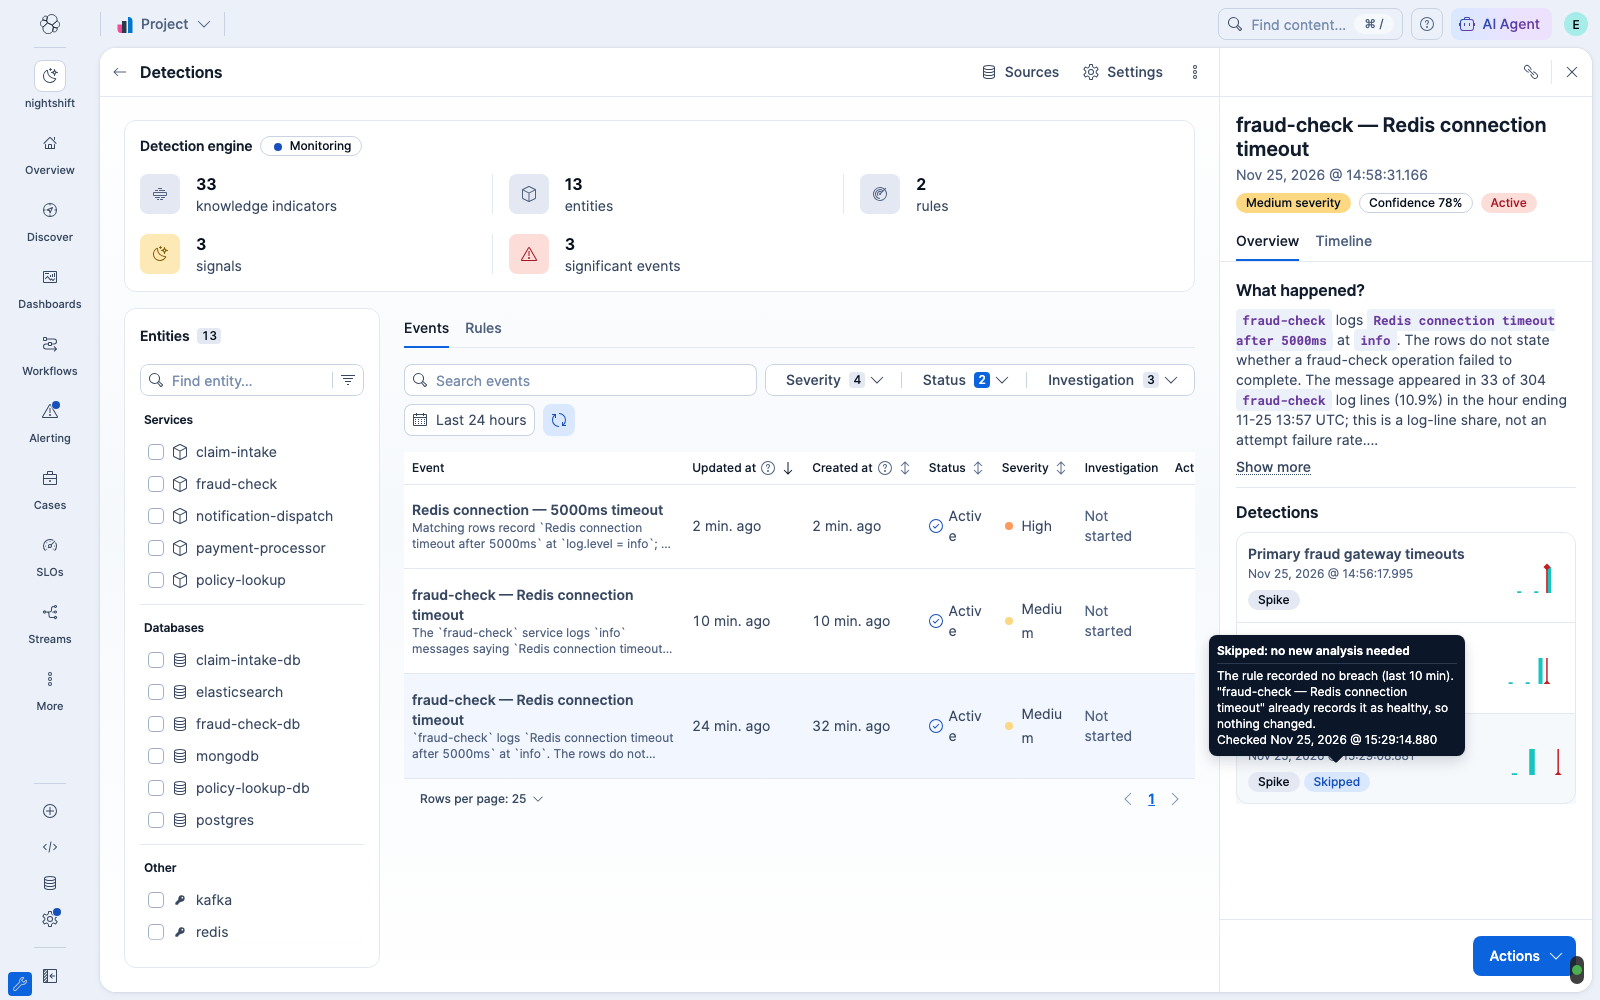 Project
Find content... ⌘ /
AI Agent
E
nightshift
Overview
Discover
Dashboards
Workflows
Alerting
Cases
SLOs
Streams
More
Detections
Sources
Settings
Detection engine
Monitoring
33
knowledge indicators
13
entities
2
rules
3
signals
3
significant events
Entities 13
Find entity...
Services
claim-intake
fraud-check
notification-dispatch
payment-processor
policy-lookup
Databases
claim-intake-db
elasticsearch
fraud-check-db
mongodb
policy-lookup-db
postgres
Other
kafka
redis
Events Rules
Search events
Severity 4
Status 2
Investigation 3
Last 24 hours
Event Updated at Created at Status Severity Investigation Act
Redis connection — 5000ms timeout
Matching rows record `Redis connection
timeout after 5000ms` at `log.level = info`; ...
2 min. ago
2 min. ago
Activ
e
High
Not
started
fraud-check — Redis connection
timeout
The `fraud-check` service logs `info`
messages saying `Redis connection timeout...
10 min. ago
10 min. ago
Activ
e
Mediu
m
Not
started
fraud-check — Redis connection
timeout
`fraud-check` logs `Redis connection timeout
after 5000ms` at `info`. The rows do not...
24 min. ago
32 min. ago
Activ
e
Mediu
m
Not
started
Rows per page: 25
1
fraud-check — Redis connection
timeout
Nov 25, 2026 @ 14:58:31.166
Medium severity
Confidence 78%
Active
Overview Timeline
What happened?
fraud-check logs Redis connection timeout
after 5000ms at info . The rows do not state
whether a fraud-check operation failed to
complete. The message appeared in 33 of 304
fraud-check log lines (10.9%) in the hour ending
11-25 13:57 UTC; this is a log-line share, not an
attempt failure rate....
Show more
Detections
Primary fraud gateway timeouts
Nov 25, 2026 @ 14:56:17.995
Spike
Skipped: no new analysis needed
The rule recorded no breach (last 10 min).
"fraud-check — Redis connection
timeout" already records it as healthy, so
nothing changed.
Checked Nov 25, 2026 @ 15:29:14.880
Nov 25, 2026 @ 15:29:08.881
Spike Skipped
Actions